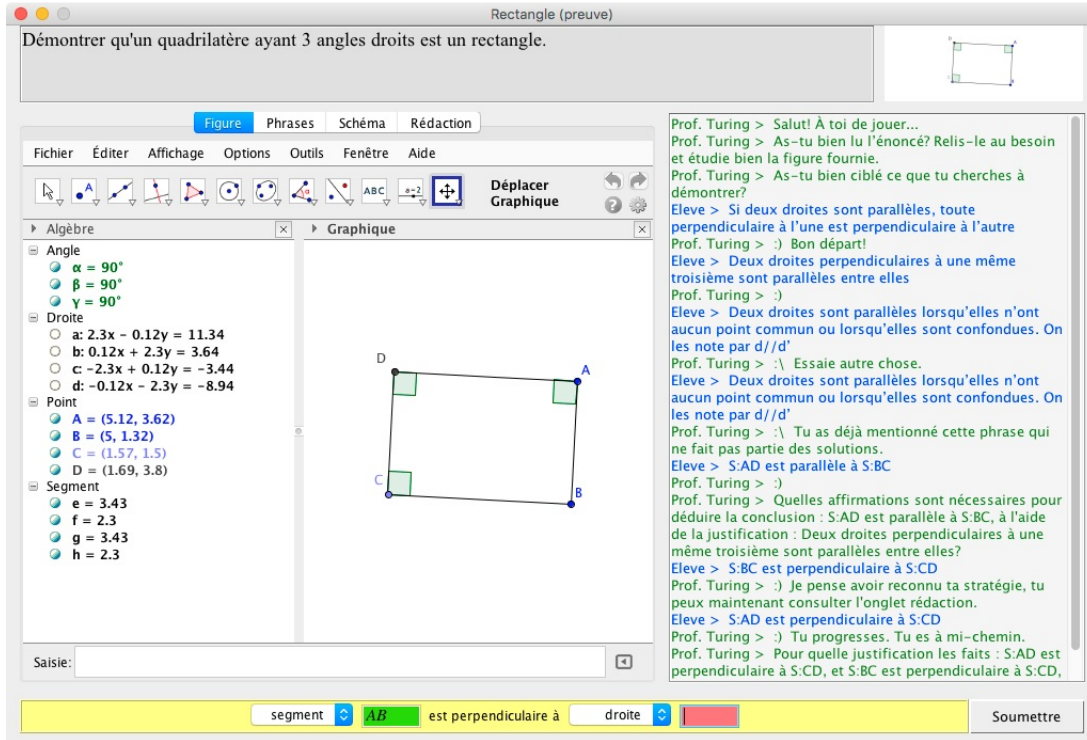 Rectangle (preuve)
Démontrer qu'un quadrilatère ayant 3 angles droits est un rectangle.
D
A
C
B
Figure Phrases Schéma Rédaction
Fichier Éditer Affichage Options Outils Fenêtre Aide
A
α
ABC
a=2
Déplacer
Graphique
Algèbre
Angle
α = 90°
β = 90°
γ = 90°
Droite
a: 2.3x - 0.12y = 11.34
b: 0.12x + 2.3y = 3.64
c: -2.3x + 0.12y = -3.44
d: -0.12x - 2.3y = -8.94
Point
A = (5.12, 3.62)
B = (5, 1.32)
C = (1.57, 1.5)
D = (1.69, 3.8)
Segment
e = 3.43
f = 2.3
g = 3.43
h = 2.3
Graphique
D
A
C
B
Saisie:
Prof. Turing > Salut! À toi de jouer...
Prof. Turing > As-tu bien lu l'énoncé? Relis-le au besoin
et étudie bien la figure fournie.
Prof. Turing > As-tu bien ciblé ce que tu cherches à
démontrer?
Eleve > Si deux droites sont parallèles, toute
perpendiculaire à l'une est perpendiculaire à l'autre
Prof. Turing > :) Bon départ!
Eleve > Deux droites perpendiculaires à une même
troisième sont parallèles entre elles
Prof. Turing > :)
Eleve > Deux droites sont parallèles lorsqu'elles n'ont
aucun point commun ou lorsqu'elles sont confondues. On
les note par d//d'
Prof. Turing > :\ Essaie autre chose.
Eleve > Deux droites sont parallèles lorsqu'elles n'ont
aucun point commun ou lorsqu'elles sont confondues. On
les note par d//d'
Prof. Turing > :\ Tu as déjà mentionné cette phrase qui
ne fait pas partie des solutions.
Eleve > S:AD est parallèle à S:BC
Prof. Turing > :)
Prof. Turing > Quelles affirmations sont nécessaires pour
déduire la conclusion : S:AD est parallèle à S:BC, à l'aide
de la justification : Deux droites perpendiculaires à une
même troisième sont parallèles entre elles?
Eleve > S:BC est perpendiculaire à S:CD
Prof. Turing > :) Je pense avoir reconnu ta stratégie, tu
peux maintenant consulter l'onglet rédaction.
Eleve > S:AD est perpendiculaire à S:CD
Prof. Turing > :) Tu progresses. Tu es à mi-chemin.
Prof. Turing > Pour quelle justification les faits : S:AD est
perpendiculaire à S:CD, et S:BC est perpendiculaire à S:CD,
segment AB est perpendiculaire à droite
Soumettre